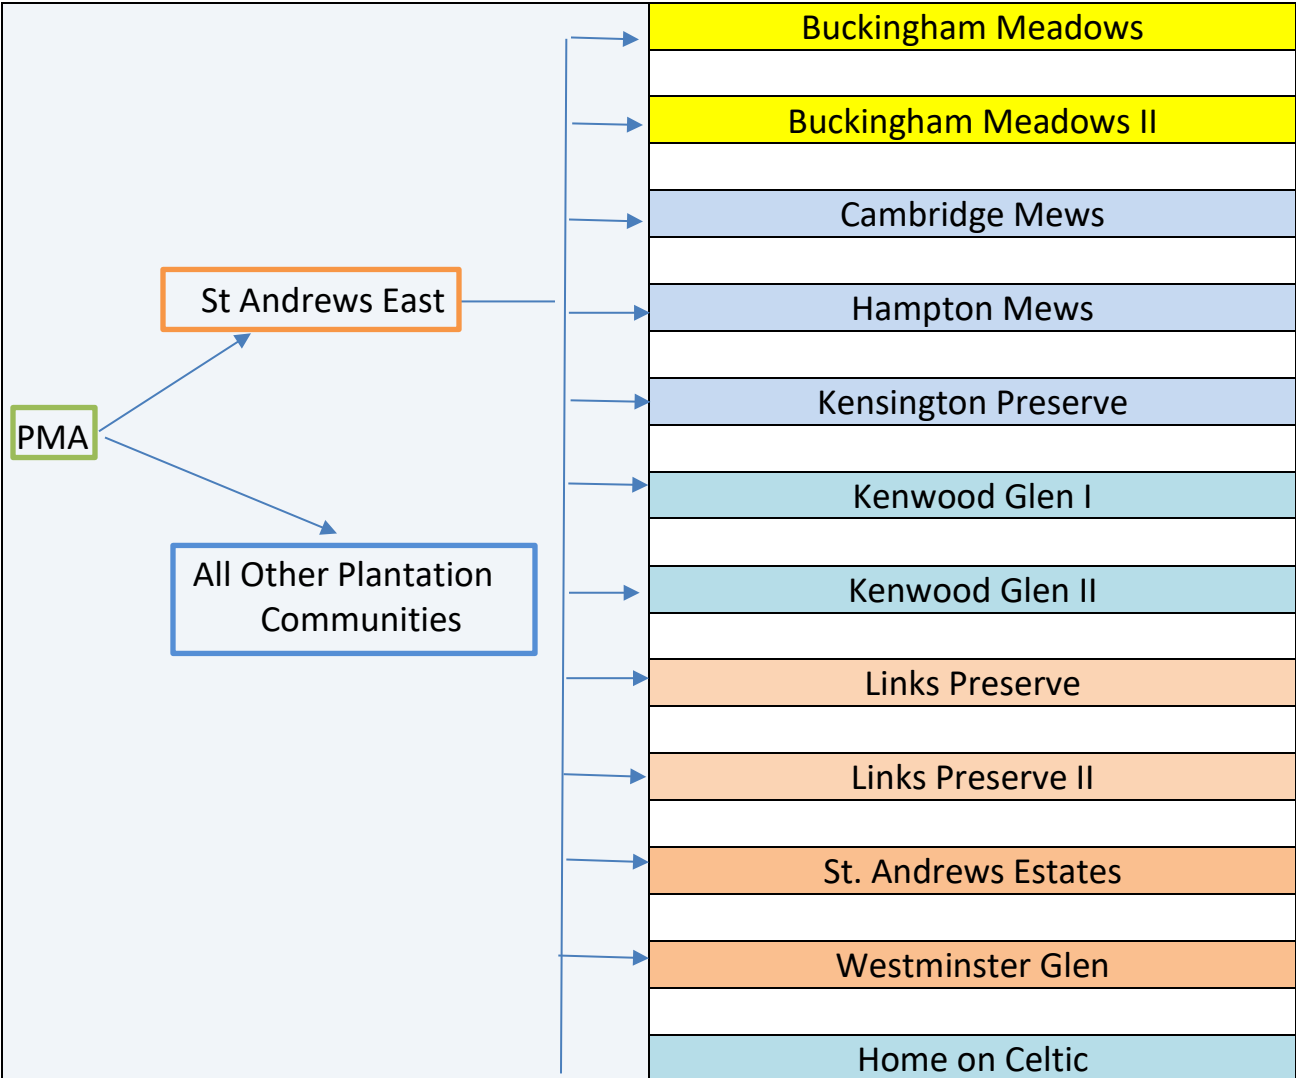 Buckingham Meadows
Buckingham Meadows II
Cambridge Mews
St Andrews East
Hampton Mews
Kensington Preserve
PMA
Kenwood Glen I
All Other Plantation
Communities
Kenwood Glen II
Links Preserve
Links Preserve II
St. Andrews Estates
Westminster Glen
Home on Celtic